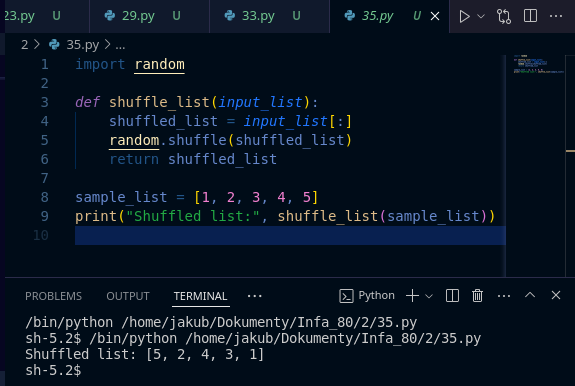 23.py U 29.py U 33.py U 35.py U
2 > 35.py > ...
1 import random
2
3 def shuffle_list(input_list):
4     shuffled_list = input_list[:]
5     random.shuffle(shuffled_list)
6     return shuffled_list
7
8 sample_list = [1, 2, 3, 4, 5]
9 print("Shuffled list:", shuffle_list(sample_list))
10
PROBLEMS OUTPUT TERMINAL ... Python
/bin/python /home/jakub/Dokumenty/Infa_80/2/35.py
sh-5.2$ /bin/python /home/jakub/Dokumenty/Infa_80/2/35.py
Shuffled list: [5, 2, 4, 3, 1]
sh-5.2$